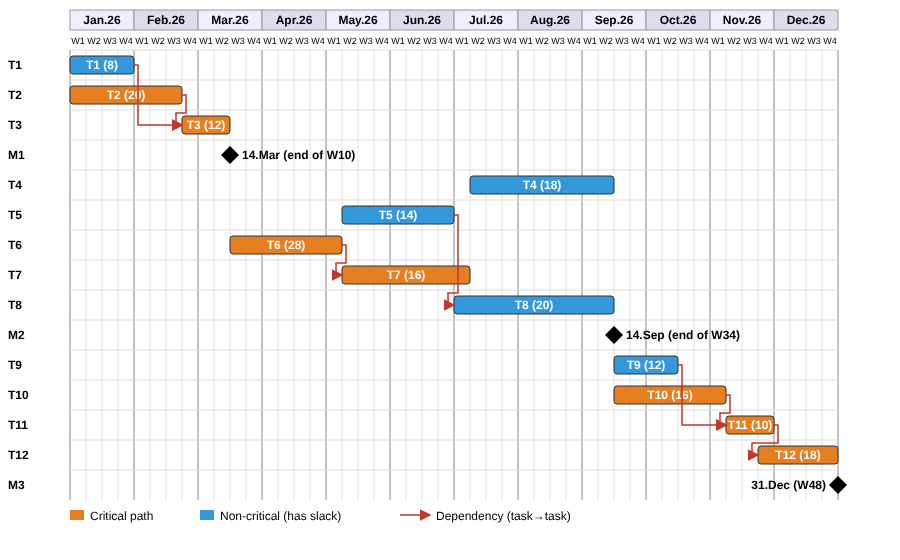 Jan.26 Feb.26 Mar.26 Apr.26 May.26 Jun.26 Jul.26 Aug.26 Sep.26 Oct.26 Nov.26 Dec.26
W1 W2 W3 W4 W1 W2 W3 W4 W1 W2 W3 W4 W1 W2 W3 W4 W1 W2 W3 W4 W1 W2 W3 W4 W1 W2 W3 W4 W1 W2 W3 W4 W1 W2 W3 W4 W1 W2 W3 W4 W1 W2 W3 W4 W1 W2 W3 W4
T1 T1 (8)
T2 T2 (20)
T3 T3 (12)
M1 14.Mar (end of W10)
T4 T4 (18)
T5 T5 (14)
T6 T6 (28)
T7 T7 (16)
T8 T8 (20)
M2 14.Sep (end of W34)
T9 T9 (12)
T10 T10 (16)
T11 T11 (10)
T12 T12 (18)
M3 31.Dec (W48)
Critical path Non-critical (has slack) Dependency (task→task)